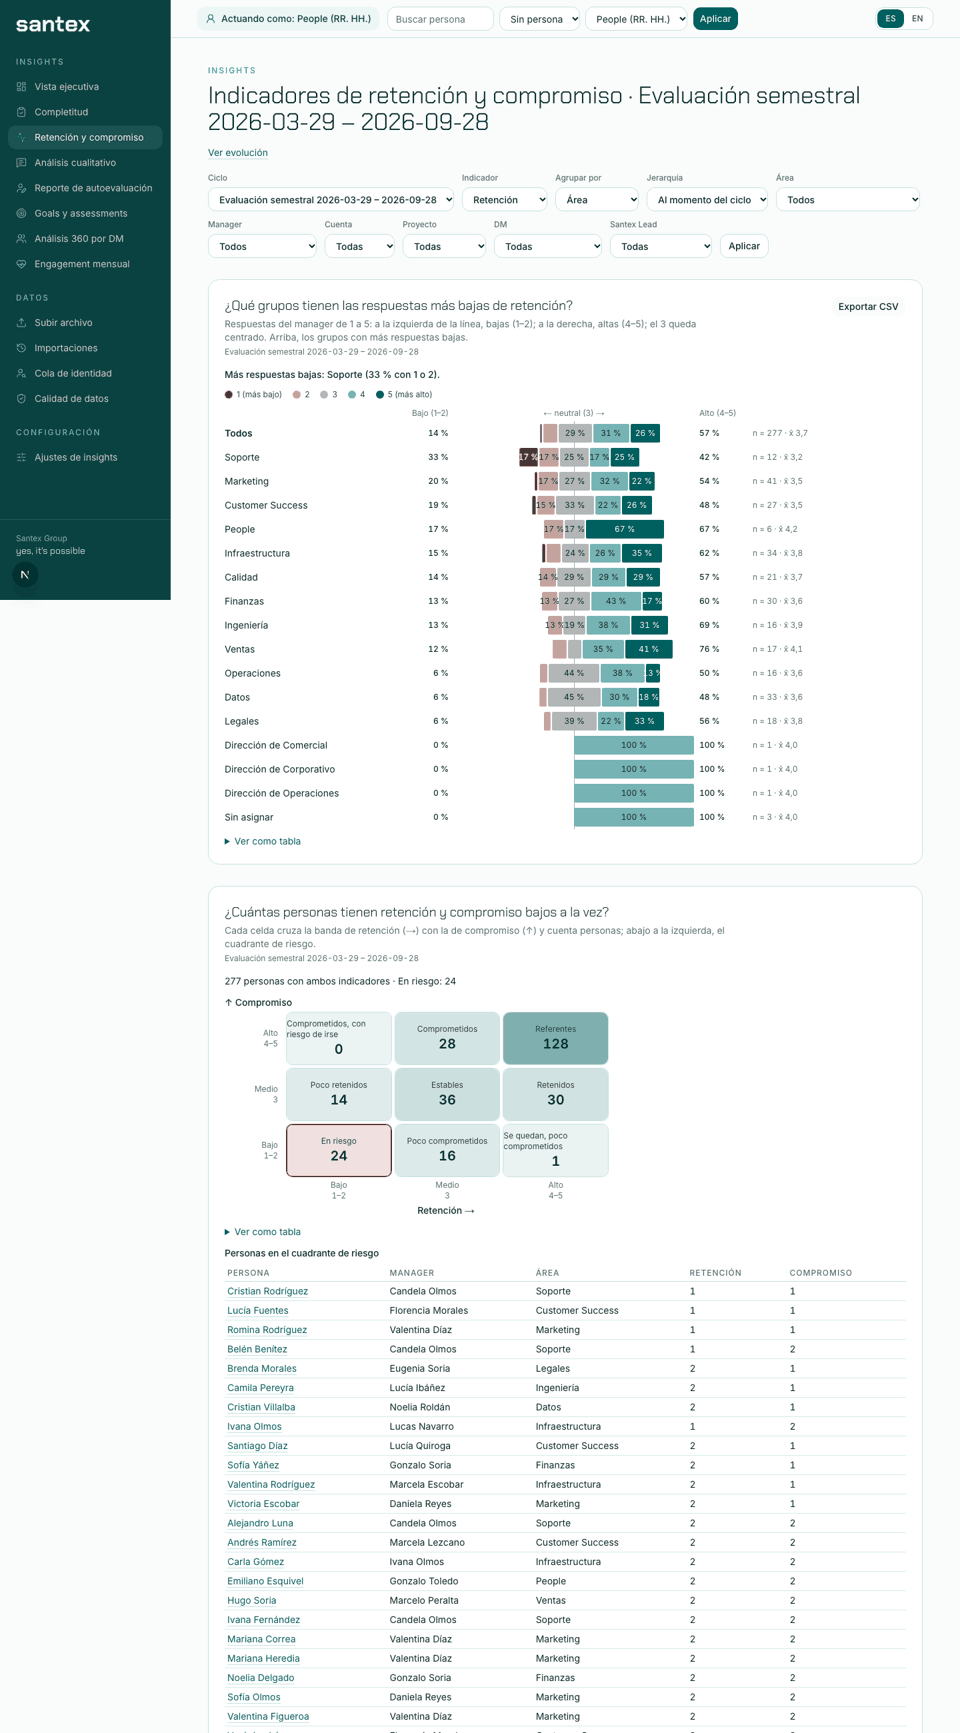 santex
INSIGHTS
Vista ejecutiva
Completitud
Retención y compromiso
Análisis cualitativo
Reporte de autoevaluación
Goals y assessments
Análisis 360 por DM
Engagement mensual
DATOS
Subir archivo
Importaciones
Cola de identidad
Calidad de datos
CONFIGURACIÓN
Ajustes de insights
Santex Group
yes, it's possible
N
Actuando como: People (RR. HH.)
Buscar persona
Sin persona
People (RR. HH.)
Aplicar
ES EN
INSIGHTS
Indicadores de retención y compromiso · Evaluación semestral
2026-03-29 – 2026-09-28
Ver evolución
Ciclo Indicador Agrupar por Jerarquía Área
Evaluación semestral 2026-03-29 – 2026-09-28 Retención Área Al momento del ciclo Todos
Manager Cuenta Proyecto DM Santex Lead
Todos Todas Todas Todas Todas Aplicar
¿Qué grupos tienen las respuestas más bajas de retención?
Exportar CSV
Respuestas del manager de 1 a 5: a la izquierda de la línea, bajas (1–2); a la derecha, altas (4–5); el 3 queda
centrado. Arriba, los grupos con más respuestas bajas.
Evaluación semestral 2026-03-29 – 2026-09-28
Más respuestas bajas: Soporte (33 % con 1 o 2).
1 (más bajo) 2 3 4 5 (más alto)
Bajo (1–2) ← neutral (3) → Alto (4–5)
Todos 14 % 29 % 31 % 26 % 57 % n = 277 · x̄ 3,7
Soporte 33 % 17 % 17 % 25 % 17 % 25 % 42 % n = 12 · x̄ 3,2
Marketing 20 % 17 % 27 % 32 % 22 % 54 % n = 41 · x̄ 3,5
Customer Success 19 % 15 % 33 % 22 % 26 % 48 % n = 27 · x̄ 3,5
People 17 % 17 % 17 % 67 % 67 % n = 6 · x̄ 4,2
Infraestructura 15 % 24 % 26 % 35 % 62 % n = 34 · x̄ 3,8
Calidad 14 % 14 % 29 % 29 % 29 % 57 % n = 21 · x̄ 3,7
Finanzas 13 % 13 % 27 % 43 % 17 % 60 % n = 30 · x̄ 3,6
Ingeniería 13 % 13 % 19 % 38 % 31 % 69 % n = 16 · x̄ 3,9
Ventas 12 % 35 % 41 % 76 % n = 17 · x̄ 4,1
Operaciones 6 % 44 % 38 % 13 % 50 % n = 16 · x̄ 3,6
Datos 6 % 45 % 30 % 18 % 48 % n = 33 · x̄ 3,6
Legales 6 % 39 % 22 % 33 % 56 % n = 18 · x̄ 3,8
Dirección de Comercial 0 % 100 % 100 % n = 1 · x̄ 4,0
Dirección de Corporativo 0 % 100 % 100 % n = 1 · x̄ 4,0
Dirección de Operaciones 0 % 100 % 100 % n = 1 · x̄ 4,0
Sin asignar 0 % 100 % 100 % n = 3 · x̄ 4,0
▶ Ver como tabla
¿Cuántas personas tienen retención y compromiso bajos a la vez?
Cada celda cruza la banda de retención (→) con la de compromiso (↑) y cuenta personas; abajo a la izquierda, el
cuadrante de riesgo.
Evaluación semestral 2026-03-29 – 2026-09-28
277 personas con ambos indicadores · En riesgo: 24
↑ Compromiso
Alto
4–5
Comprometidos, con
riesgo de irse
0
Comprometidos
28
Referentes
128
Medio
3
Poco retenidos
14
Estables
36
Retenidos
30
Bajo
1–2
En riesgo
24
Poco comprometidos
16
Se quedan, poco
comprometidos
1
Bajo Medio Alto
1–2 3 4–5
Retención →
▶ Ver como tabla
Personas en el cuadrante de riesgo
PERSONA MANAGER ÁREA RETENCIÓN COMPROMISO
Cristian Rodríguez Candela Olmos Soporte 1 1
Lucía Fuentes Florencia Morales Customer Success 1 1
Romina Rodríguez Valentina Díaz Marketing 1 1
Belén Benítez Candela Olmos Soporte 1 2
Brenda Morales Eugenia Soria Legales 2 1
Camila Pereyra Lucía Ibáñez Ingeniería 2 1
Cristian Villalba Noelia Roldán Datos 2 1
Ivana Olmos Lucas Navarro Infraestructura 1 2
Santiago Díaz Lucía Quiroga Customer Success 2 1
Sofía Yáñez Gonzalo Soria Finanzas 2 1
Valentina Rodríguez Marcela Escobar Infraestructura 2 1
Victoria Escobar Daniela Reyes Marketing 2 1
Alejandro Luna Candela Olmos Soporte 2 2
Andrés Ramírez Marcela Lezcano Customer Success 2 2
Carla Gómez Ivana Olmos Infraestructura 2 2
Emiliano Esquivel Gonzalo Toledo People 2 2
Hugo Soria Marcelo Peralta Ventas 2 2
Ivana Fernández Candela Olmos Soporte 2 2
Mariana Correa Valentina Díaz Marketing 2 2
Mariana Heredia Valentina Díaz Marketing 2 2
Noelia Delgado Gonzalo Soria Finanzas 2 2
Sofía Olmos Daniela Reyes Marketing 2 2
Valentina Figueroa Valentina Díaz Marketing 2 2